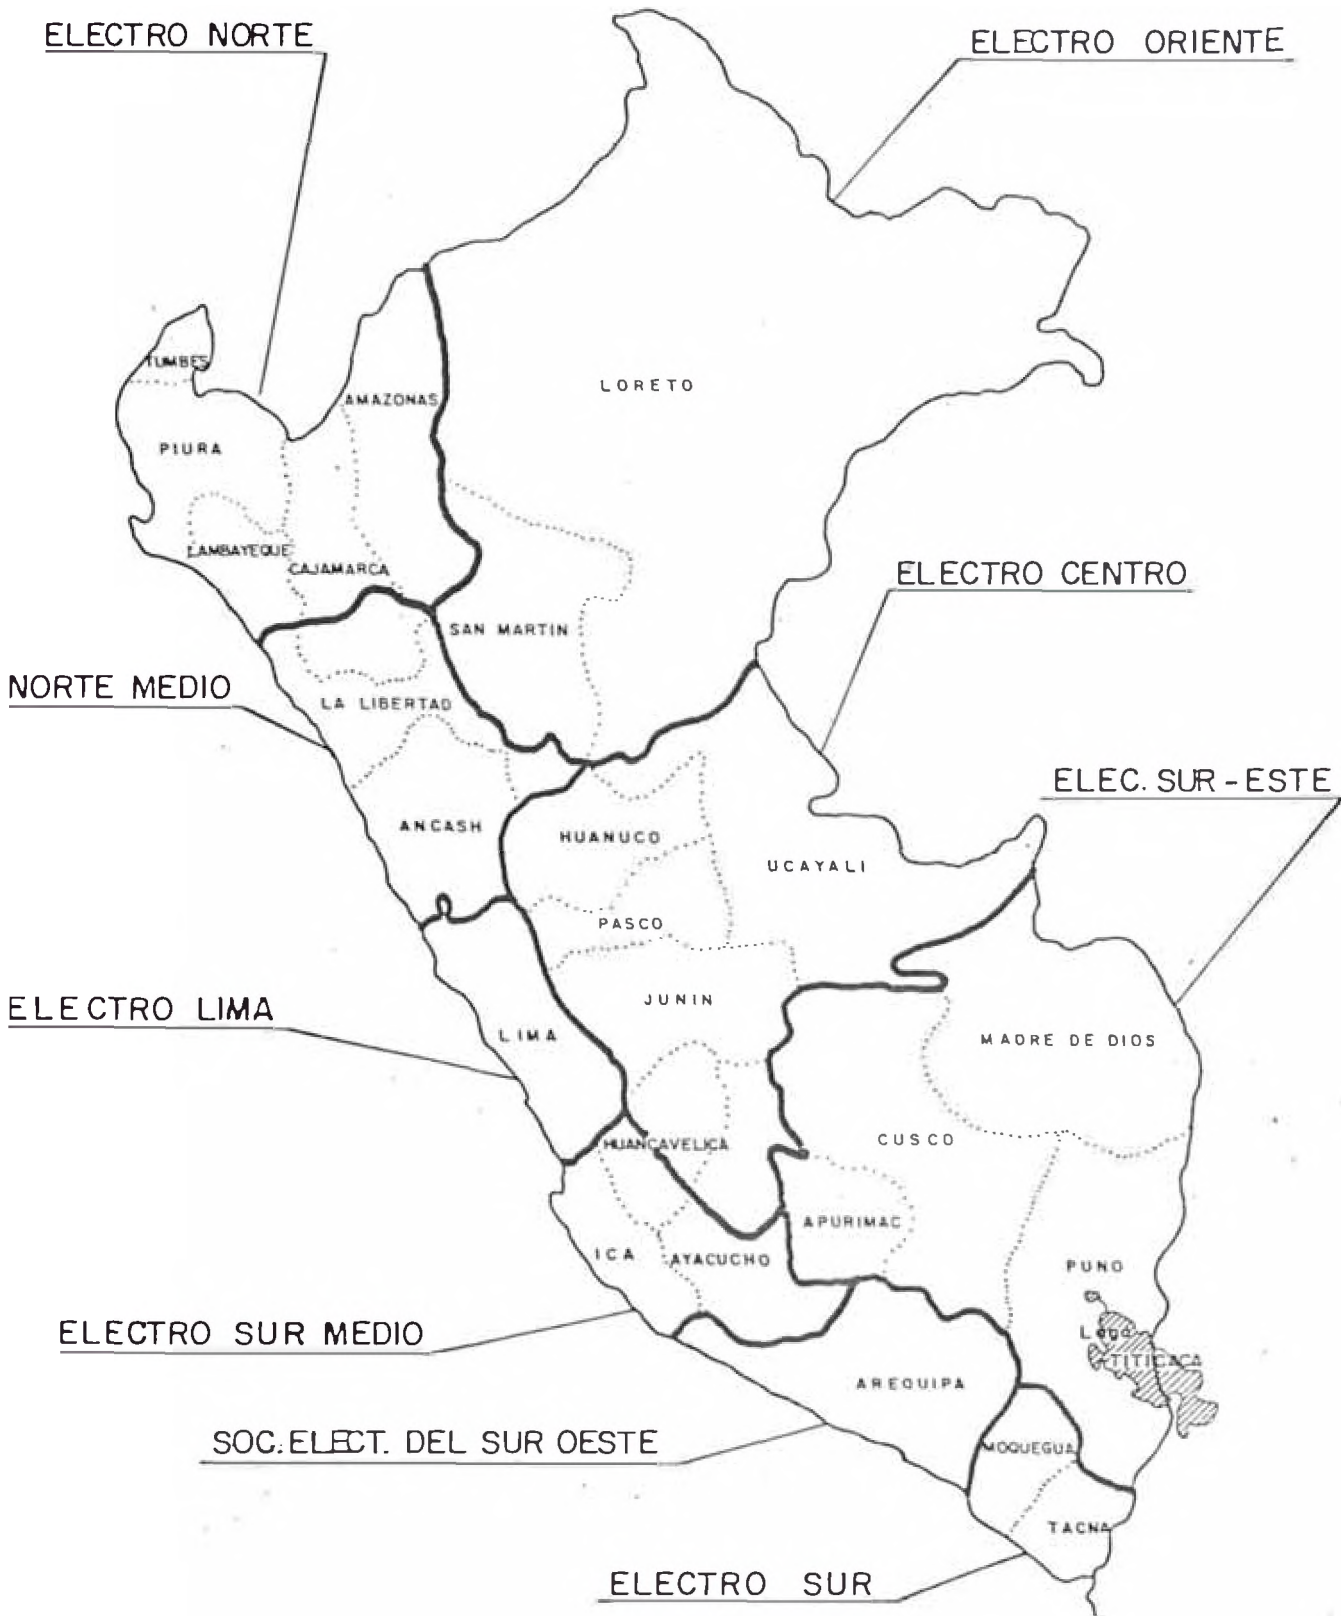 ELECTRO NORTE
ELECTRO ORIENTE
TUMBES
LORETO
AMAZONAS
PIURA
LAMBAYEQUE
CAJAMARCA
ELECTRO CENTRO
SAN MARTIN
NORTE MEDIO
LA LIBERTAD
ELEC. SUR-ESTE
ANCASH
HUANUCO
UCAYALI
PASCO
JUNIN
ELECTRO LIMA
LIMA
MADRE DE DIOS
HUANCAVELICA
CUSCO
APURIMAC
ICA
AYACUCHO
PUNO
ELECTRO SUR MEDIO
Lago
TITICACA
AREQUIPA
SOC. ELECT. DEL SUR OESTE
MOQUEGUA
TACNA
ELECTRO SUR